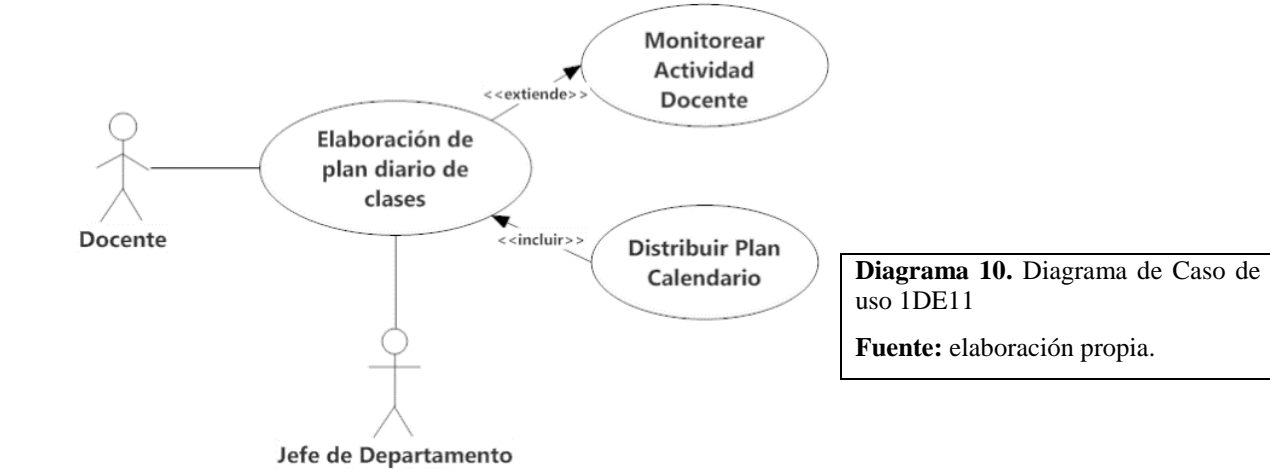 Monitorear
Actividad
Docente
<<extiende>>
Elaboración de
plan diario de
clases
Docente
<<incluir>>
Distribuir Plan
Calendario
Diagrama 10. Diagrama de Caso de
uso 1DE11
Fuente: elaboración propia.
Jefe de Departamento